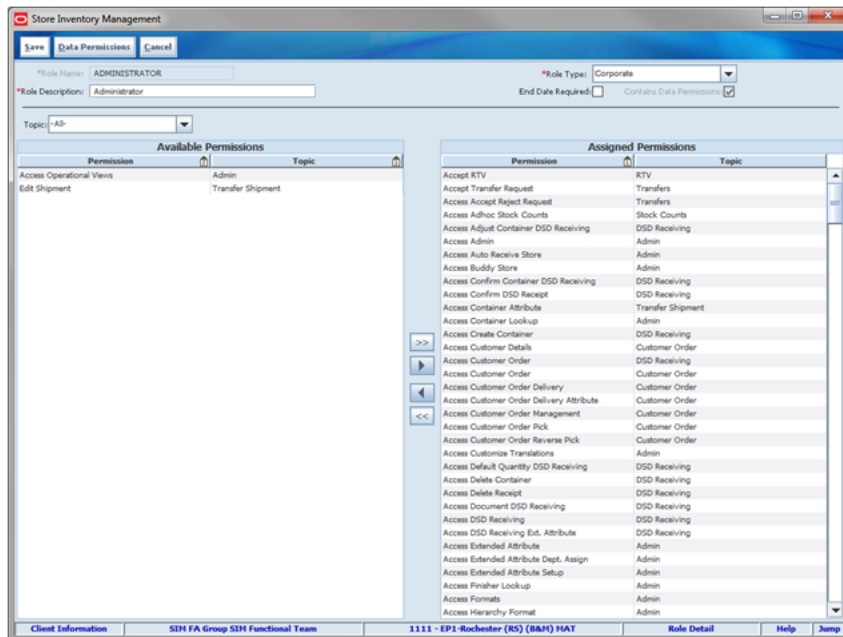 Store Inventory Management
Save Data Permissions Cancel
*Role Name: ADMINISTRATOR *Role Type: Corporate
*Role Description: Administrator End Date Required: Contains Data Permissions:
Topic: -All-
Available Permissions Assigned Permissions
Permission Topic Permission Topic
Access Operational Views Admin Accept RTV RTV
Edit Shipment Transfer Shipment Accept Transfer Request Transfers
Access Accept Reject Request Transfers
Access Adhoc Stock Counts Stock Counts
Access Adjust Container DSD Receiving DSD Receiving
Access Admin Admin
Access Auto Receive Store Admin
Access Buddy Store Admin
Access Confirm Container DSD Receiving DSD Receiving
Access Confirm DSD Receipt DSD Receiving
Access Container Attribute Transfer Shipment
Access Container Lookup Admin
Access Create Container DSD Receiving
>> Access Customer Details Customer Order
Access Customer Order DSD Receiving
Access Customer Order Customer Order
Access Customer Order Delivery Customer Order
Access Customer Order Delivery Attribute Customer Order
<< Access Customer Order Management Customer Order
Access Customer Order Pick Customer Order
Access Customer Order Reverse Pick Customer Order
Access Customize Translations Admin
Access Default Quantity DSD Receiving DSD Receiving
Access Delete Container DSD Receiving
Access Delete Receipt DSD Receiving
Access Document DSD Receiving DSD Receiving
Access DSD Receiving DSD Receiving
Access DSD Receiving Ext. Attribute DSD Receiving
Access Extended Attribute Admin
Access Extended Attribute Dept. Assign Admin
Access Extended Attribute Setup Admin
Access Finisher Lookup Admin
Access Formats Admin
Access Hierarchy Format Admin
Client Information SIM FA Group SIM Functional Team 1111 - EP1-Rochester (RS) (B&M) MAT Role Detail Help Jump